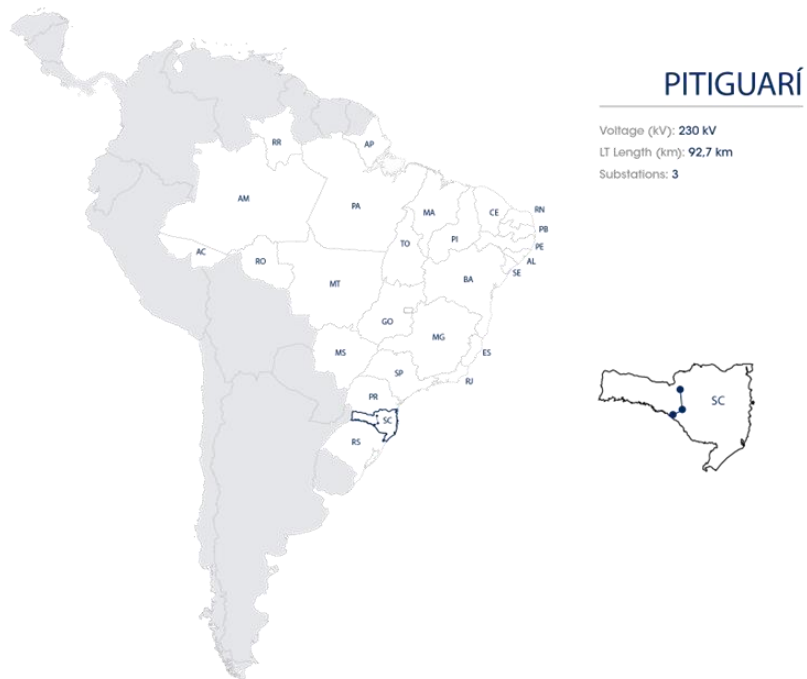 PITIGUARÍ
Voltage (kV): 230 kV
LT Length (km): 92,7 km
Substations: 3
RR
AP
AM
PA
MA
CE
RN
PB
PI
PE
TO
AL
AC
RO
SE
BA
MT
GO
MG
MS
ES
SP
RJ
PR
SC
RS
SC